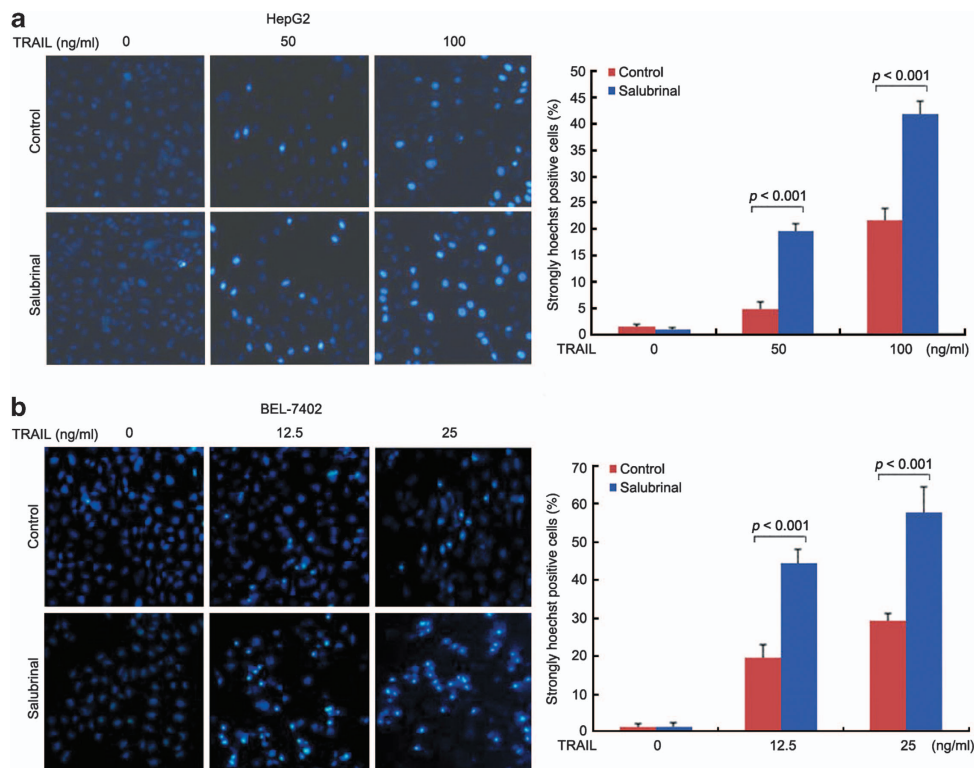 a
HepG2
TRAIL (ng/ml) 0 50 100
Control
Salubrinal
Strongly hoechst positive cells (%)
50
45
40
35
30
25
20
15
10
5
0
Control
Salubrinal
p < 0.001
p < 0.001
TRAIL 0 50 100 (ng/ml)
b
BEL-7402
TRAIL (ng/ml) 0 12.5 25
Control
Salubrinal
Strongly hoechst positive cells (%)
70
60
50
40
30
20
10
0
Control
Salubrinal
p < 0.001
p < 0.001
TRAIL 0 12.5 25 (ng/ml)